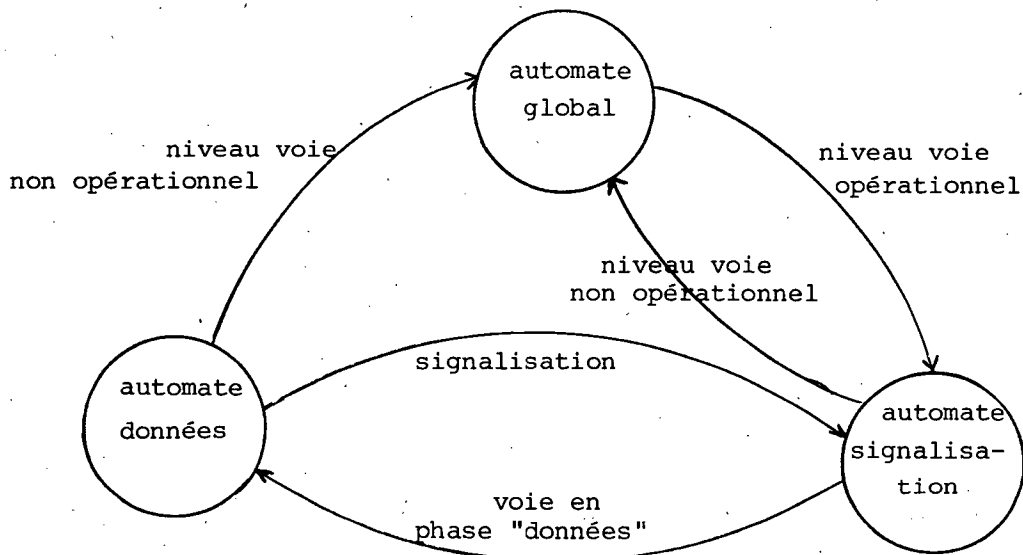 automate
global
niveau voie
non opérationnel
niveau voie
opérationnel
niveau voie
non opérationnel
signalisation
automate
données
automate
signalisa-
tion
voie en
phase "données"